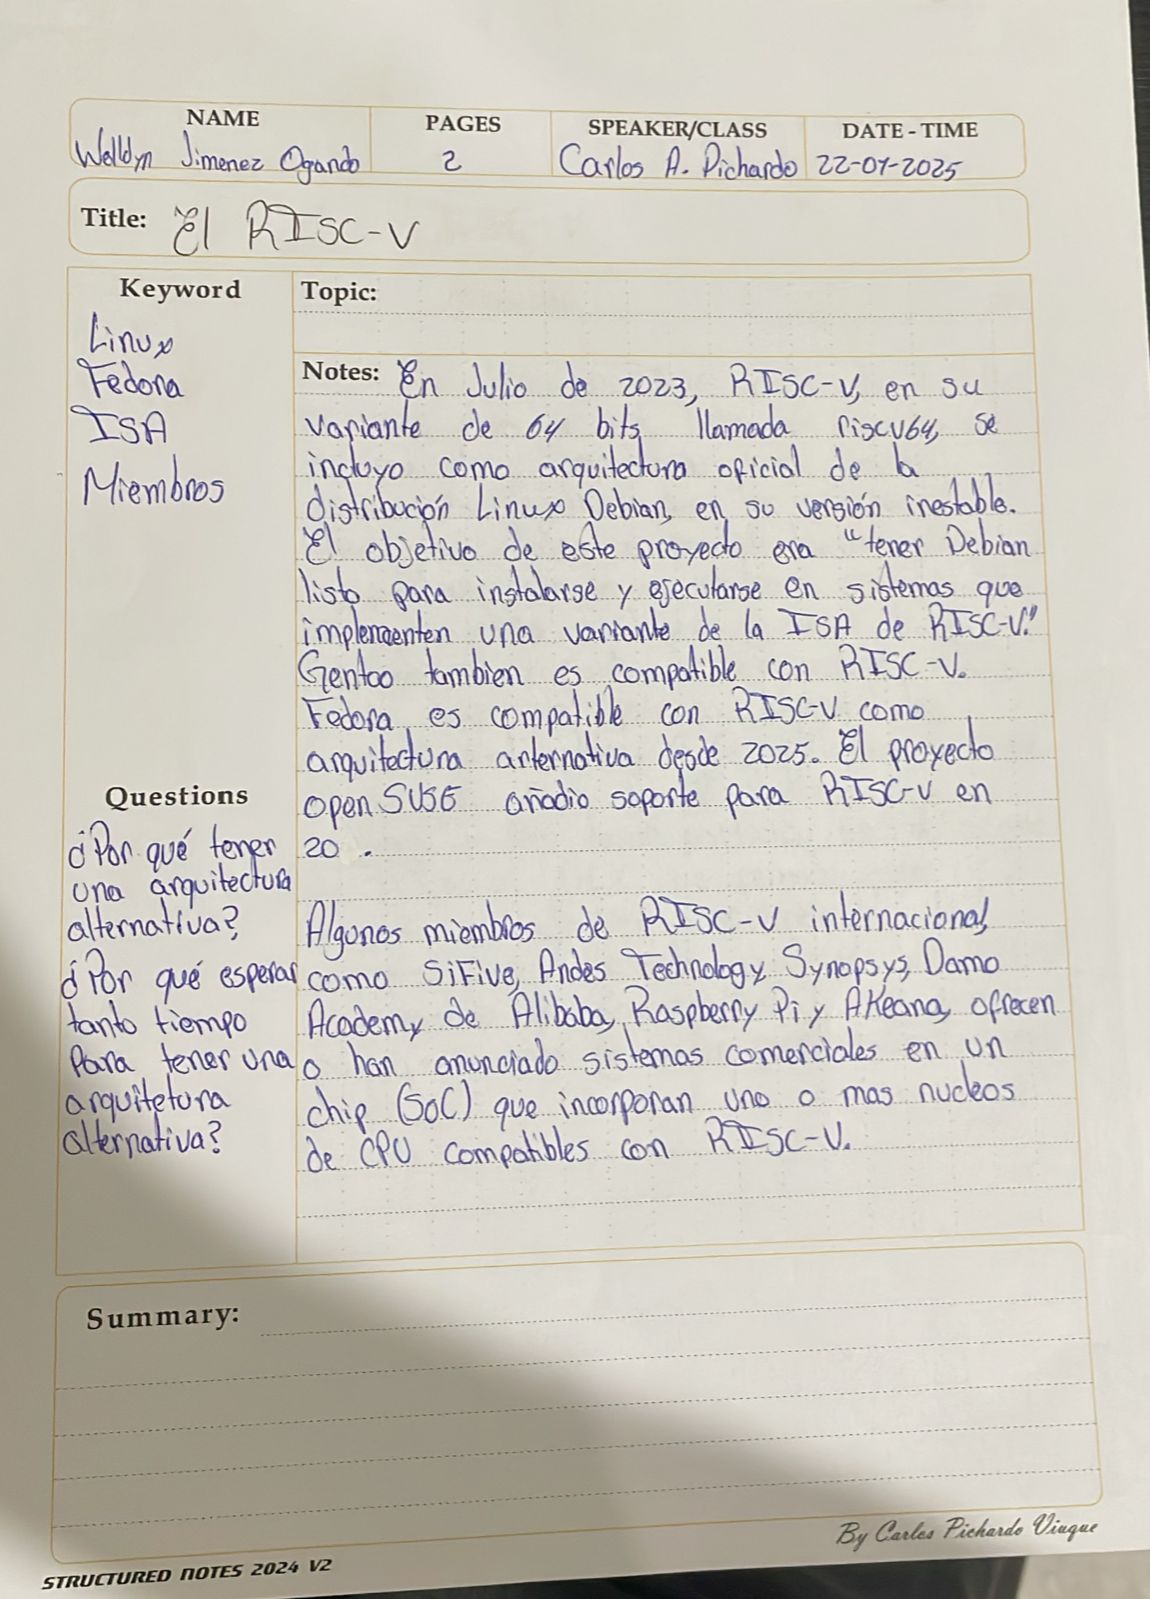 NAME
PAGES
SPEAKER/CLASS
DATE - TIME
Welldyn Jimenez Ogando
2
Carlos A. Pichardo
22-07-2025
Title: El RISC-V
Keyword
Linux
Fedora
ISA
Miembros
Topic:
Notes: En Julio de 2023, RISC-V, en su
variante de 64 bits, llamada riscv64, se
incluyo como arquitectura oficial de la
distribución Linux Debian, en su versión inestable.
El objetivo de este proyecto era "tener Debian
listo para instalarse y ejecutarse en sistemas que
implementen una variante de la ISA de RISC-V."
Gentoo tambien es compatible con RISC-V.
Fedora es compatible con RISC-V como
arquitectura arternativa desde 2025. El proyecto
open SUSE añadio soporte para RISC-V en
20 .
Algunos miembros de RISC-V internacional,
como SiFive, Andes Technology, Synopsys, Damo
Academy de Alibaba, Raspberry Pi y AKeana, ofrecen
o han anunciado sistemas comerciales en un
chip (SoC) que incorporan uno o mas nucleos
de CPU compatibles con RISC-V.
Questions
¿Por qué tener
una arquitectura
alternativa?
¿Por qué esperar
tanto tiempo
Para tener una
arquitetura
alternativa?
Summary:
By Carlos Pichardo Viuque
STRUCTURED NOTES 2024 V2